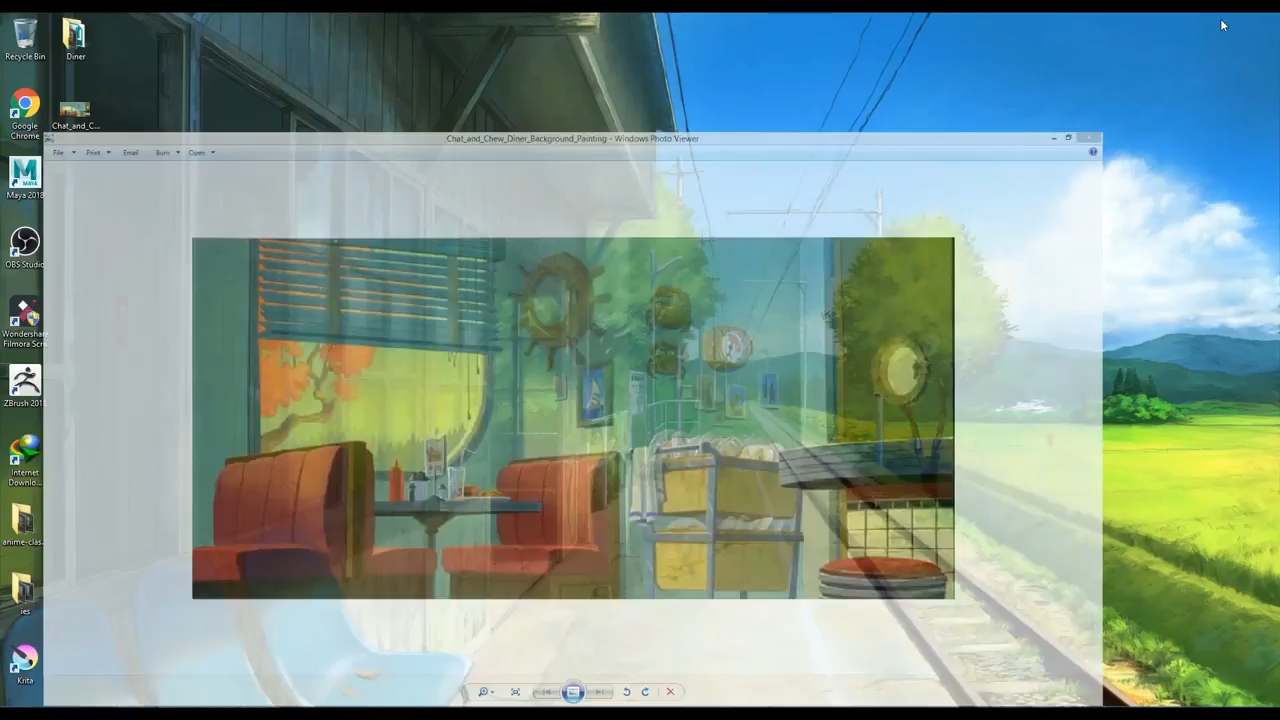 Recycle Bin
Diner
Google
Chrome
Chat_and_C...
Chat_and_Chew_Diner_Background_Painting - Windows Photo Viewer
File Print Email Burn Open
Maya 2018
OBS Studio
Wondershare
Filmora Scr...
ZBrush 2018
Internet
Downlo...
anime-clas...
ies
Krita